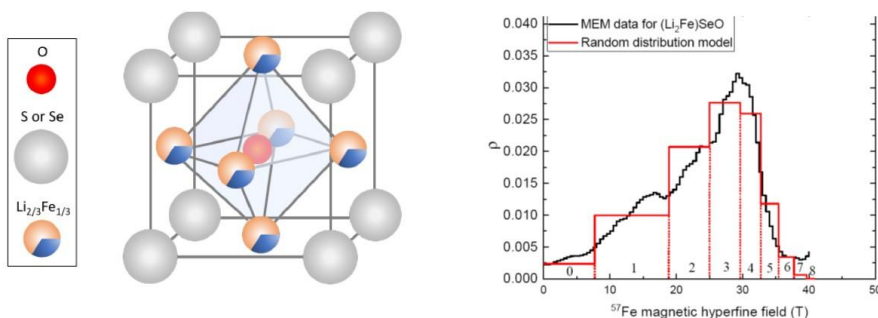 O
S or Se
Li2/3Fe1/3
MEM data for (Li2Fe)SeO
Random distribution model
0.040
0.035
0.030
0.025
0.020
0.015
0.010
0.005
0.000
ρ
0 1 2 3 4 5 6 7 8
0 10 20 30 40 50
57Fe magnetic hyperfine field (T)